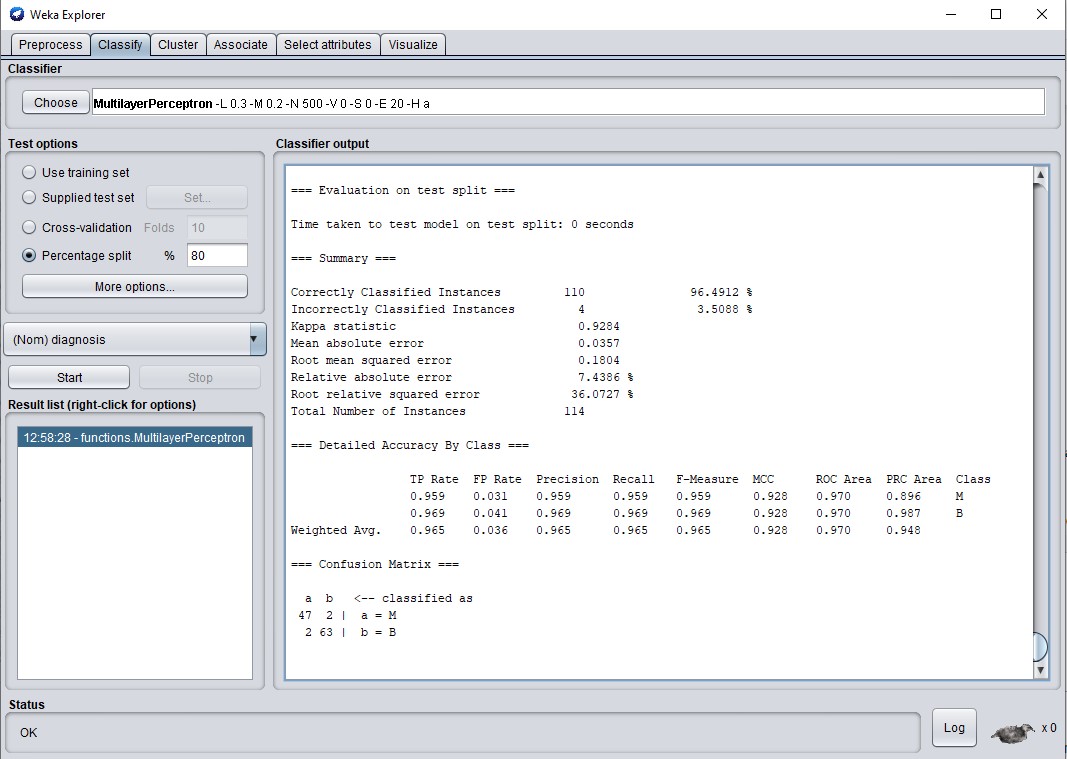 Weka Explorer
Preprocess Classify Cluster Associate Select attributes Visualize
Classifier
Choose MultilayerPerceptron -L 0.3 -M 0.2 -N 500 -V 0 -S 0 -E 20 -H a
Test options
Use training set
Supplied test set Set...
Cross-validation Folds 10
Percentage split % 80
More options...
(Nom) diagnosis
Start Stop
Result list (right-click for options)
12:58:28 - functions.MultilayerPerceptron
Classifier output
=== Evaluation on test split ===
Time taken to test model on test split: 0 seconds
=== Summary ===
Correctly Classified Instances 110 96.4912 %
Incorrectly Classified Instances 4 3.5088 %
Kappa statistic 0.9284
Mean absolute error 0.0357
Root mean squared error 0.1804
Relative absolute error 7.4386 %
Root relative squared error 36.0727 %
Total Number of Instances 114
=== Detailed Accuracy By Class ===
TP Rate FP Rate Precision Recall F-Measure MCC ROC Area PRC Area Class
0.959 0.031 0.959 0.959 0.959 0.928 0.970 0.896 M
0.969 0.041 0.969 0.969 0.969 0.928 0.970 0.987 B
Weighted Avg. 0.965 0.036 0.965 0.965 0.965 0.928 0.970 0.948
=== Confusion Matrix ===
a b <-- classified as
47 2 | a = M
2 63 | b = B
Status
OK
Log x 0